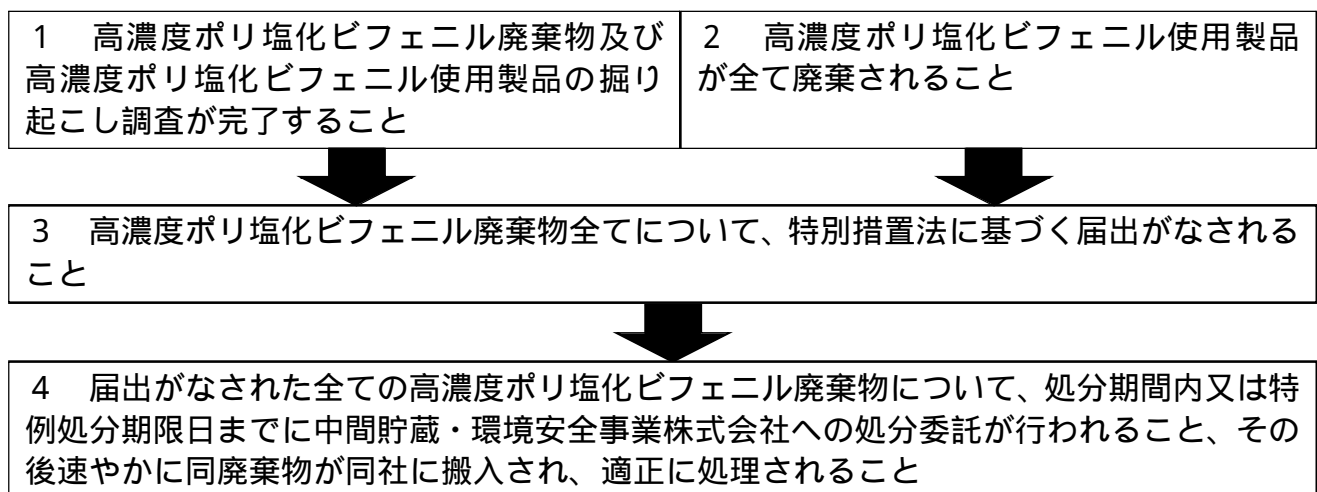 1　高濃度ポリ塩化ビフェニル廃棄物及び
高濃度ポリ塩化ビフェニル使用製品の掘り
起こし調査が完了すること
2　高濃度ポリ塩化ビフェニル使用製品
が全て廃棄されること
3　高濃度ポリ塩化ビフェニル廃棄物全てについて、特別措置法に基づく届出がなされる
こと
4　届出がなされた全ての高濃度ポリ塩化ビフェニル廃棄物について、処分期間内又は特
例処分期限日までに中間貯蔵・環境安全事業株式会社への処分委託が行われること、その
後速やかに同廃棄物が同社に搬入され、適正に処理されること